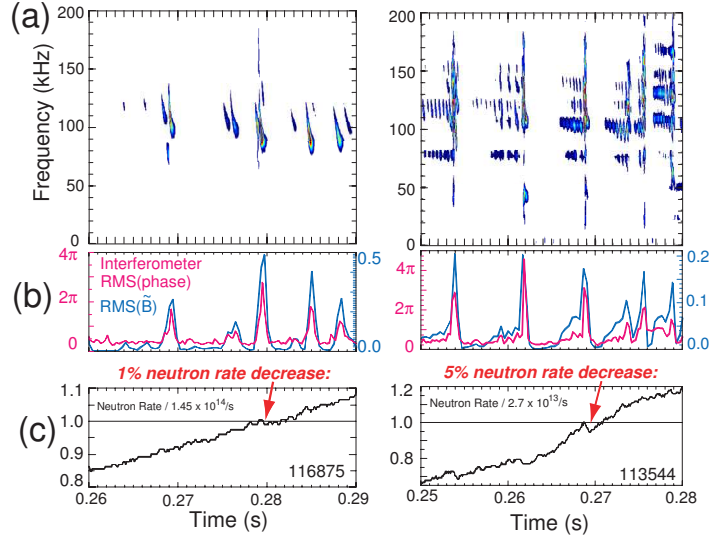 (a)
Frequency (kHz)
200
150
100
50
0
200
150
100
50
0
(b)
4π
2π
0
Interferometer
RMS(phase)
RMS(B̃)
0.5
0.0
4π
2π
0
0.2
0.1
0.0
1% neutron rate decrease:
5% neutron rate decrease:
(c)
1.1
1.0
0.9
0.8
Neutron Rate / 1.45 x 10¹⁴/s
116875
0.26
0.27
0.28
0.29
Time (s)
1.2
1.0
0.8
Neutron Rate / 2.7 x 10¹³/s
113544
0.25
0.26
0.27
0.28
Time (s)